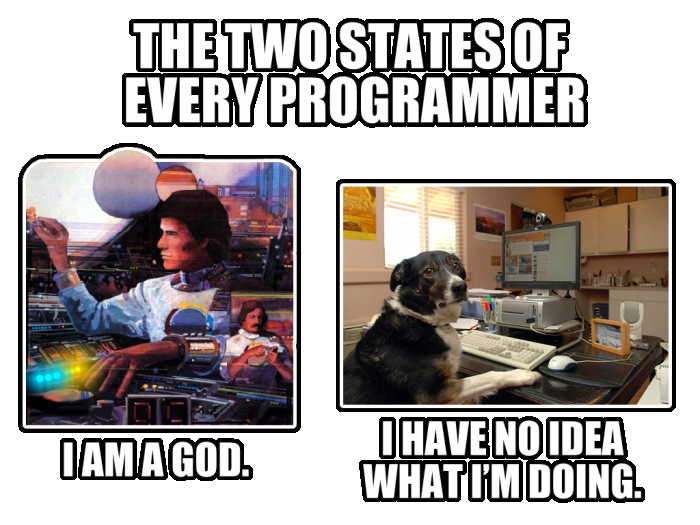 THE TWO STATES OF
EVERY PROGRAMMER
I AM A GOD.
I HAVE NO IDEA
WHAT I'M DOING.